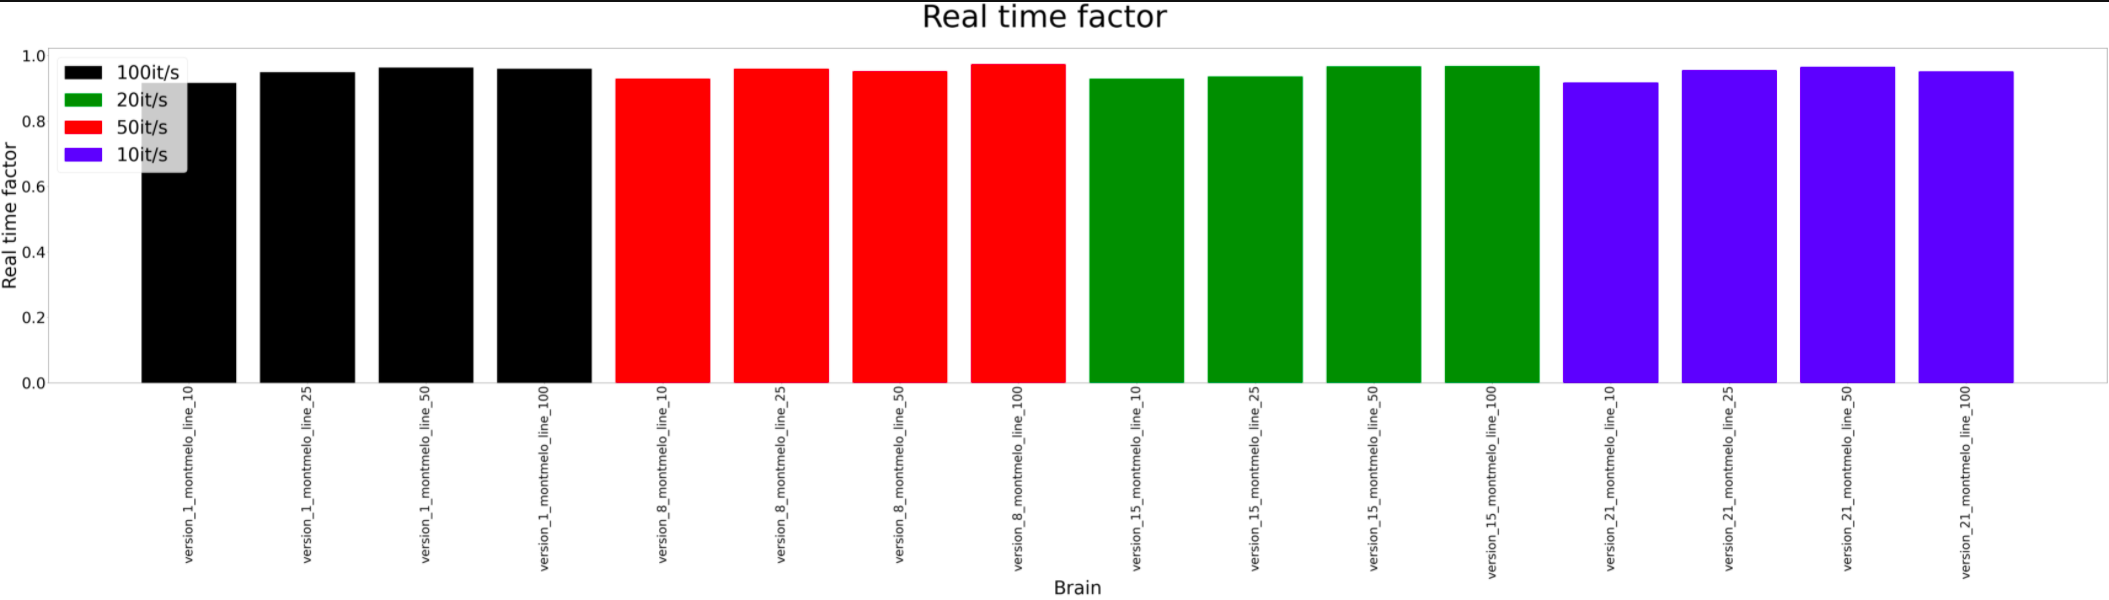 Real time factor
Real time factor
1.0
0.8
0.6
0.4
0.2
0.0
100it/s
20it/s
50it/s
10it/s
version_1_montmelo_line_10
version_1_montmelo_line_25
version_1_montmelo_line_50
version_1_montmelo_line_100
version_8_montmelo_line_10
version_8_montmelo_line_25
version_8_montmelo_line_50
version_8_montmelo_line_100
version_15_montmelo_line_10
version_15_montmelo_line_25
version_15_montmelo_line_50
version_15_montmelo_line_100
version_21_montmelo_line_10
version_21_montmelo_line_25
version_21_montmelo_line_50
version_21_montmelo_line_100
Brain